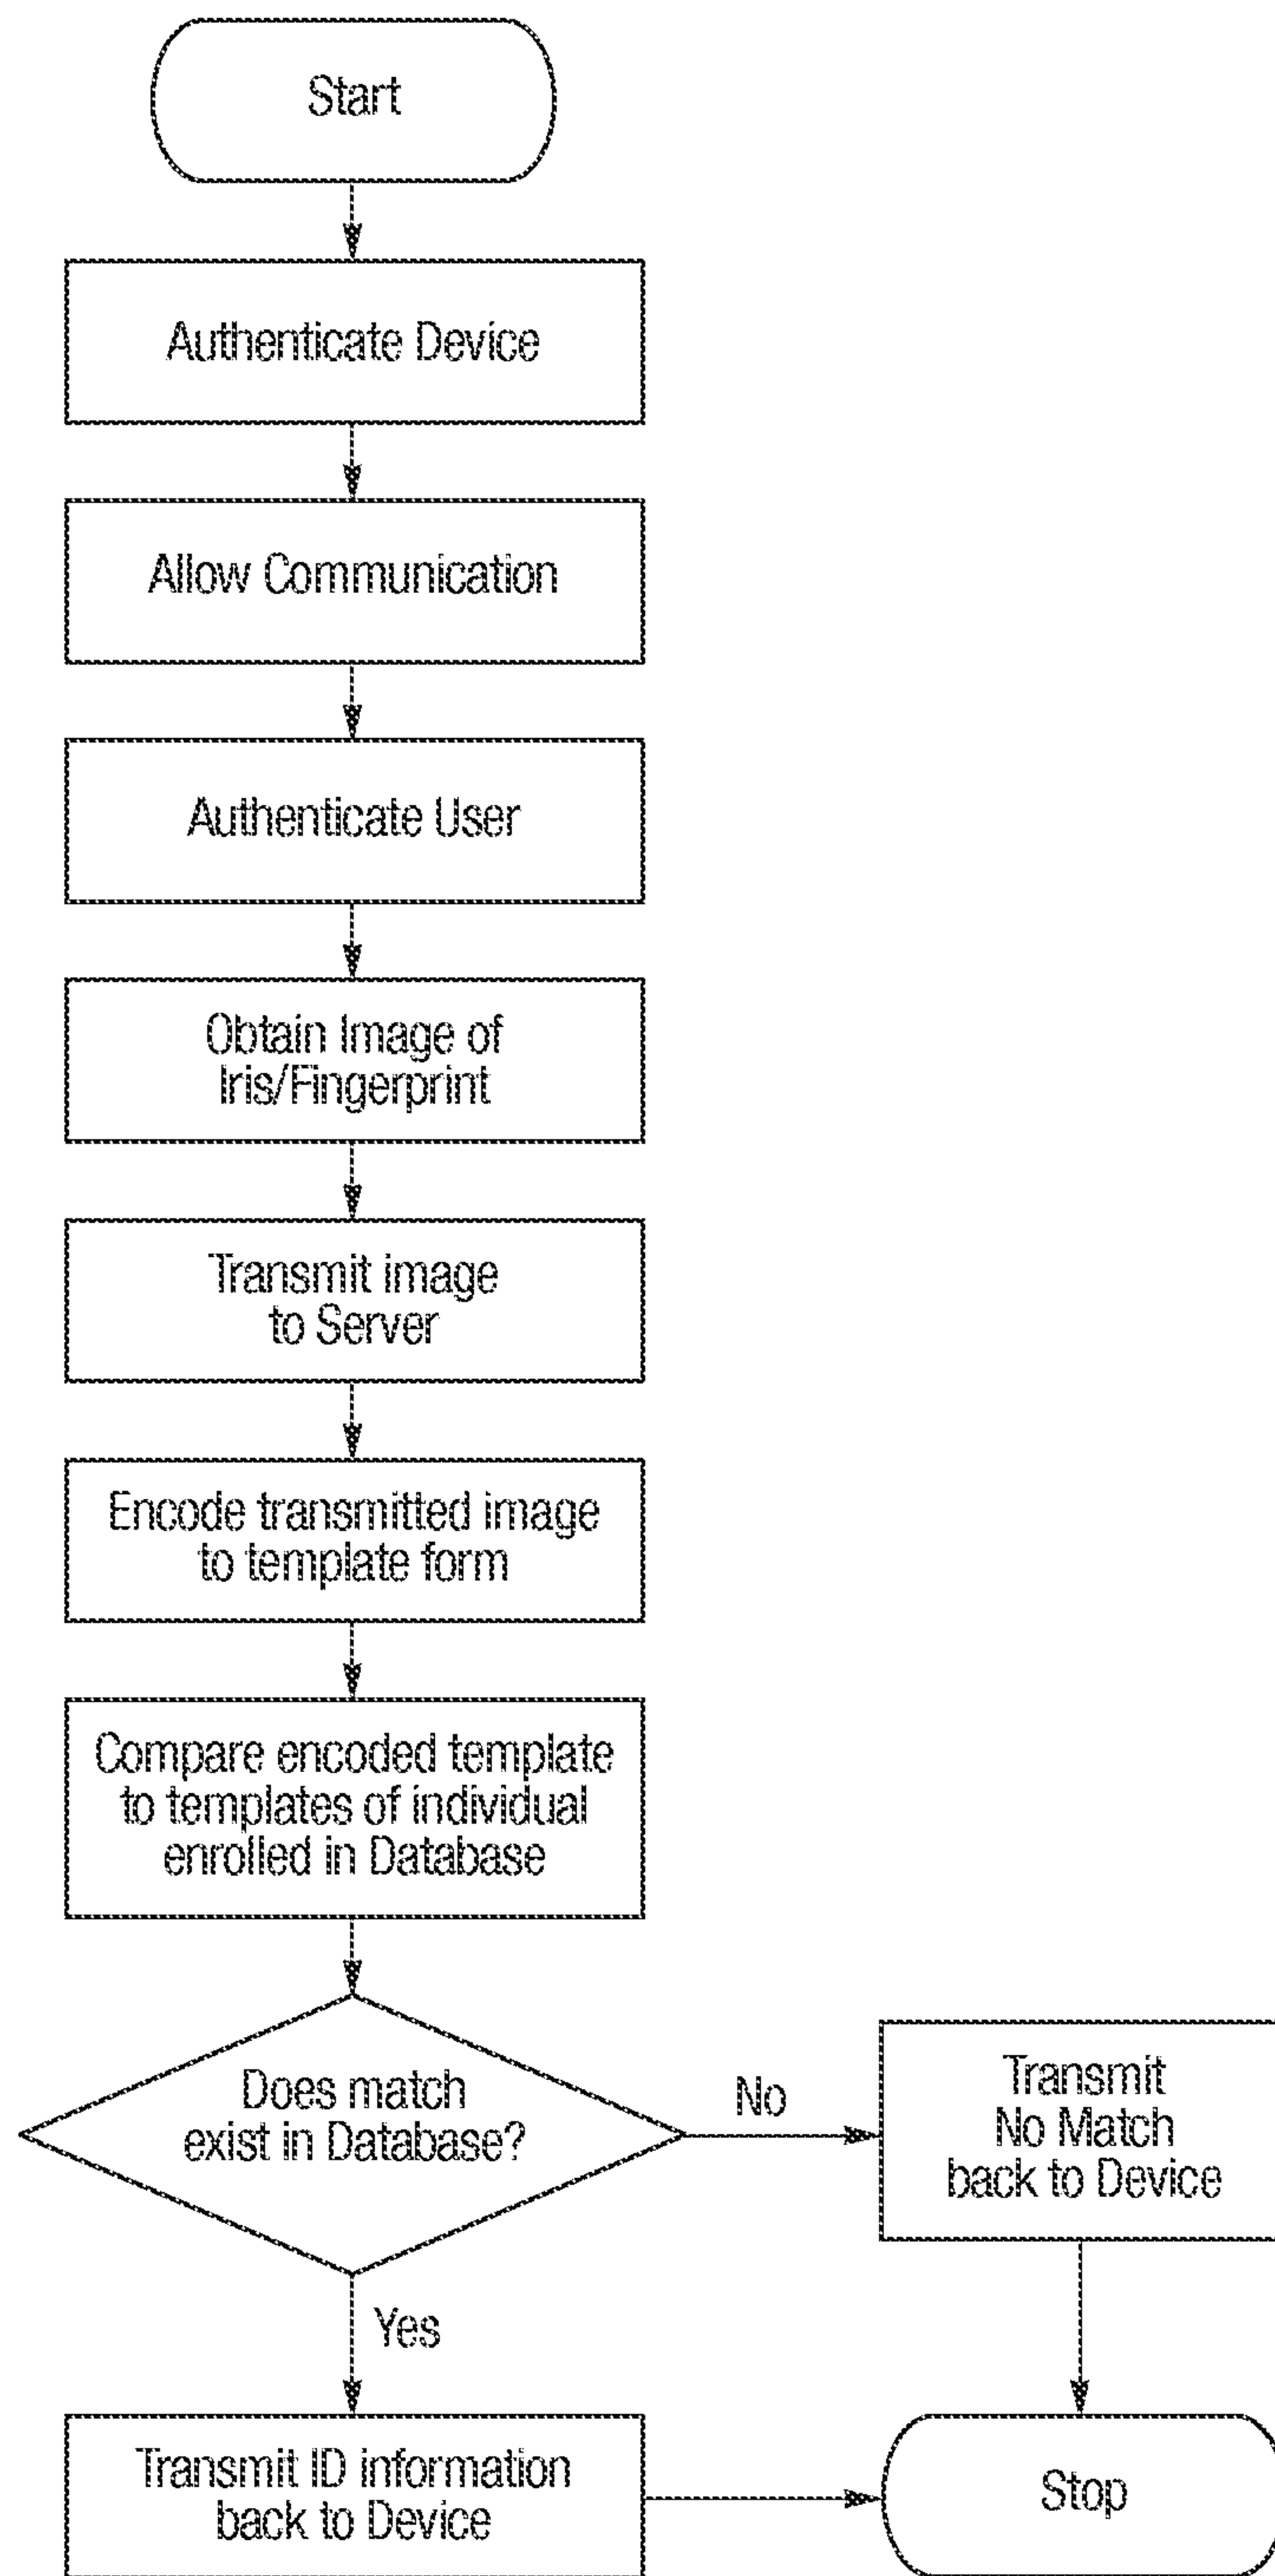 Start
Authenticate Device
Allow Communication
Authenticate User
Obtain Image of
Iris/Fingerprint
Transmit image
to Server
Encode transmitted image
to template form
Compare encoded template
to templates of individual
enrolled in Database
Does match
exist in Database?
No
Transmit
No Match
back to Device
Yes
Transmit ID information
back to Device
Stop